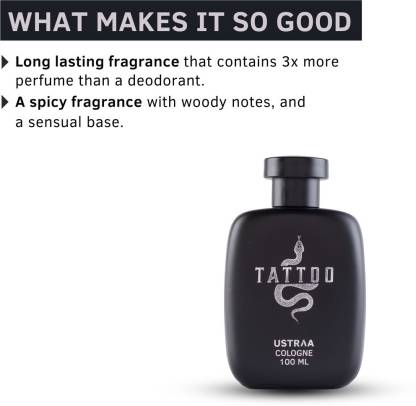 WHAT MAKES IT SO GOOD
Long lasting fragrance that contains 3x more
perfume than a deodorant.
A spicy fragrance with woody notes, and
a sensual base.
TATTOO
USTRAA
COLOGNE
100 ML